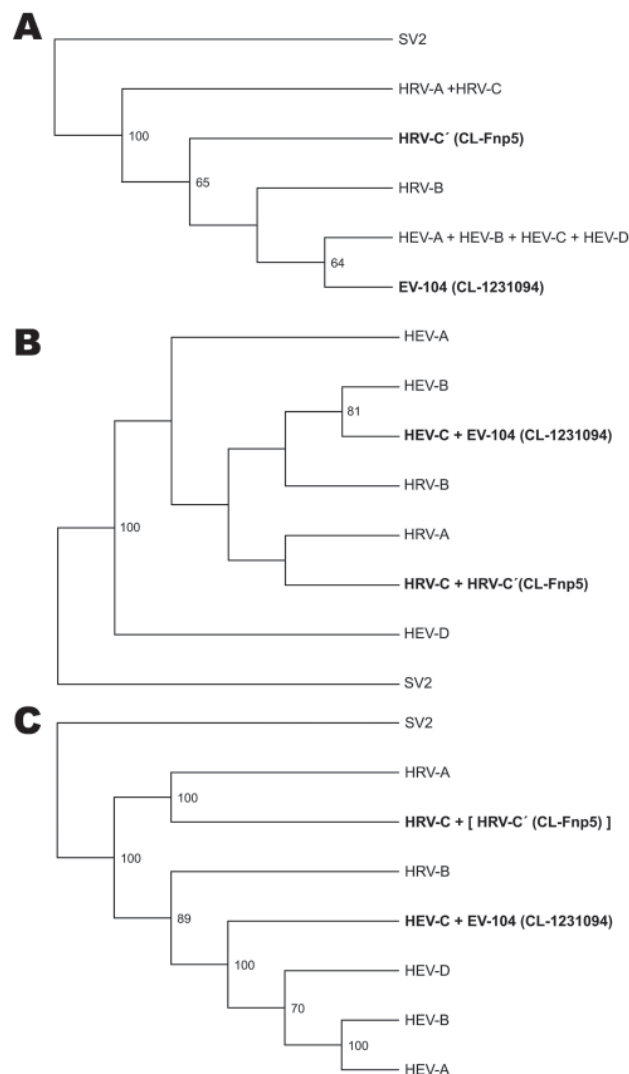 A
SV2
HRV-A +HRV-C
100
HRV-C´ (CL-Fnp5)
65
HRV-B
HEV-A + HEV-B + HEV-C + HEV-D
64
EV-104 (CL-1231094)
B
HEV-A
HEV-B
81
HEV-C + EV-104 (CL-1231094)
HRV-B
100
HRV-A
HRV-C + HRV-C´(CL-Fnp5)
HEV-D
SV2
C
SV2
HRV-A
100
HRV-C + [ HRV-C´ (CL-Fnp5) ]
100
HRV-B
89
HEV-C + EV-104 (CL-1231094)
100
HEV-D
70
HEV-B
100
HEV-A